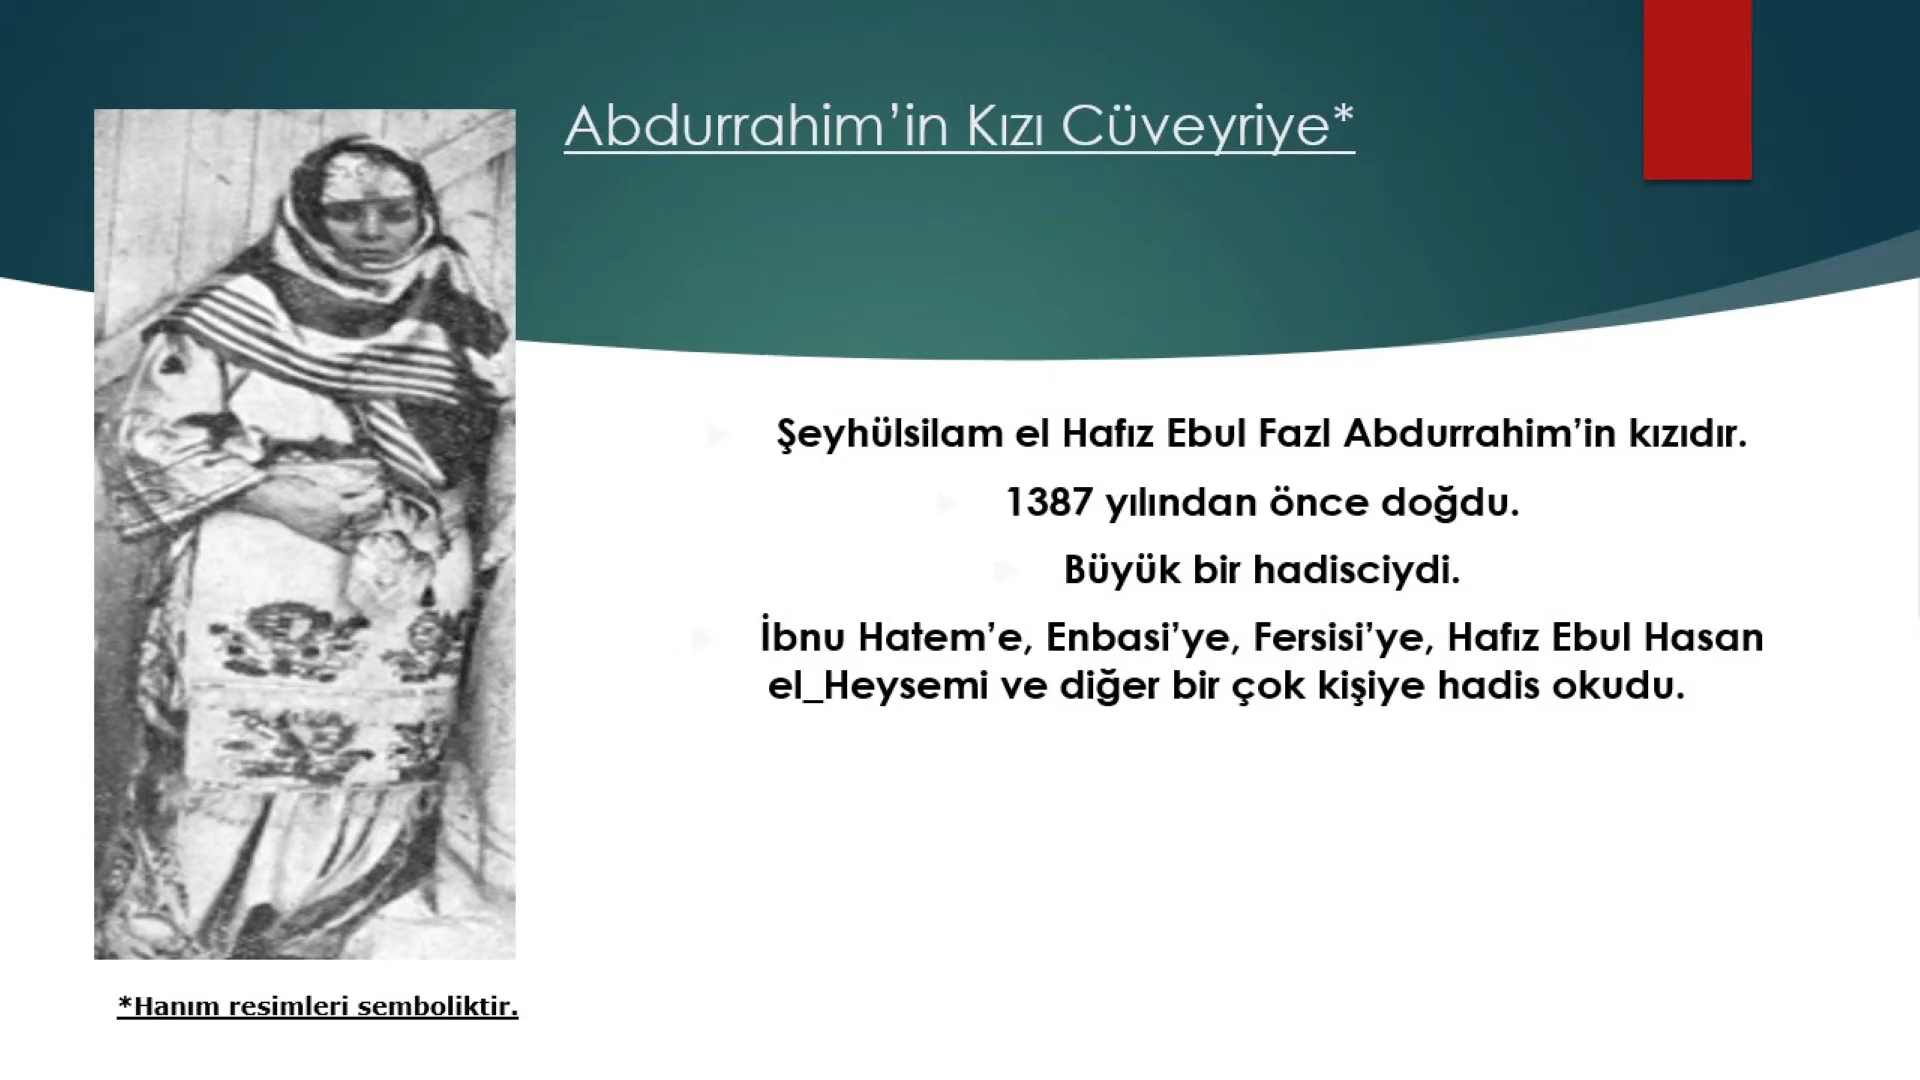 Abdurrahim’in Kızı Cüveyriye*
Şeyhülsilam el Hafız Ebul Fazl Abdurrahim’in kızıdır.
1387 yılından önce doğdu.
Büyük bir hadisciydi.
İbnu Hatem’e, Enbasi’ye, Fersisi’ye, Hafız Ebul Hasan
el_Heysemi ve diğer bir çok kişiye hadis okudu.
*Hanım resimleri semboliktir.